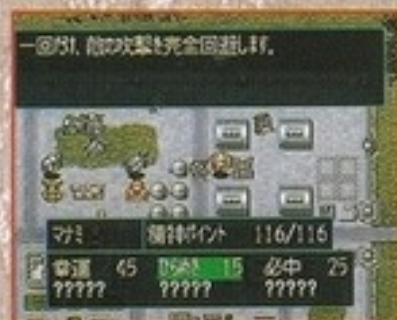 一回だけ、敵の攻撃を完全回避します。
マナミ 精神ポイント 116/116
幸運 45 ひらめき 15 必中 25
????? ????? ?????